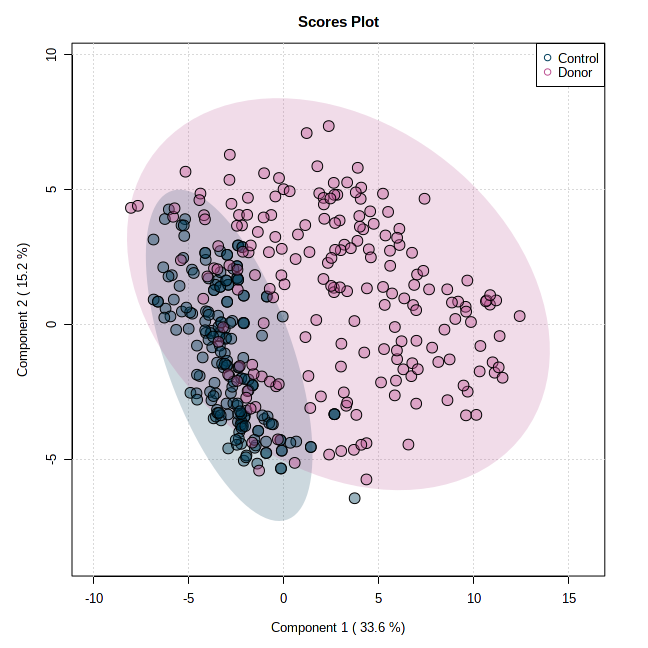 Scores Plot
Control
Donor
10
5
0
-5
Component 2 ( 15.2 %)
-10
-5
0
5
10
15
Component 1 ( 33.6 %)